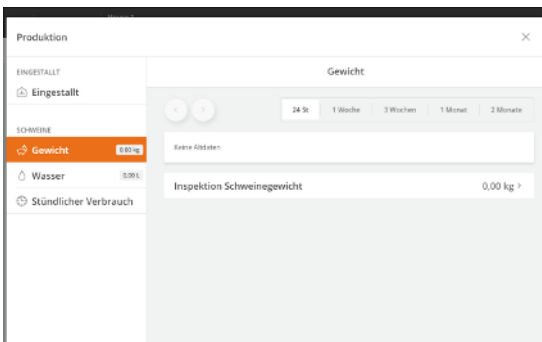 Produktion
EINGESTALLT
Eingestallt
SCHWEINE
Gewicht 0,00 kg
Wasser 0,00 L
Stündlicher Verbrauch
Gewicht
24 St 1 Woche 3 Wochen 1 Monat 2 Monate
Keine Altdaten
Inspektion Schweinegewicht 0,00 kg